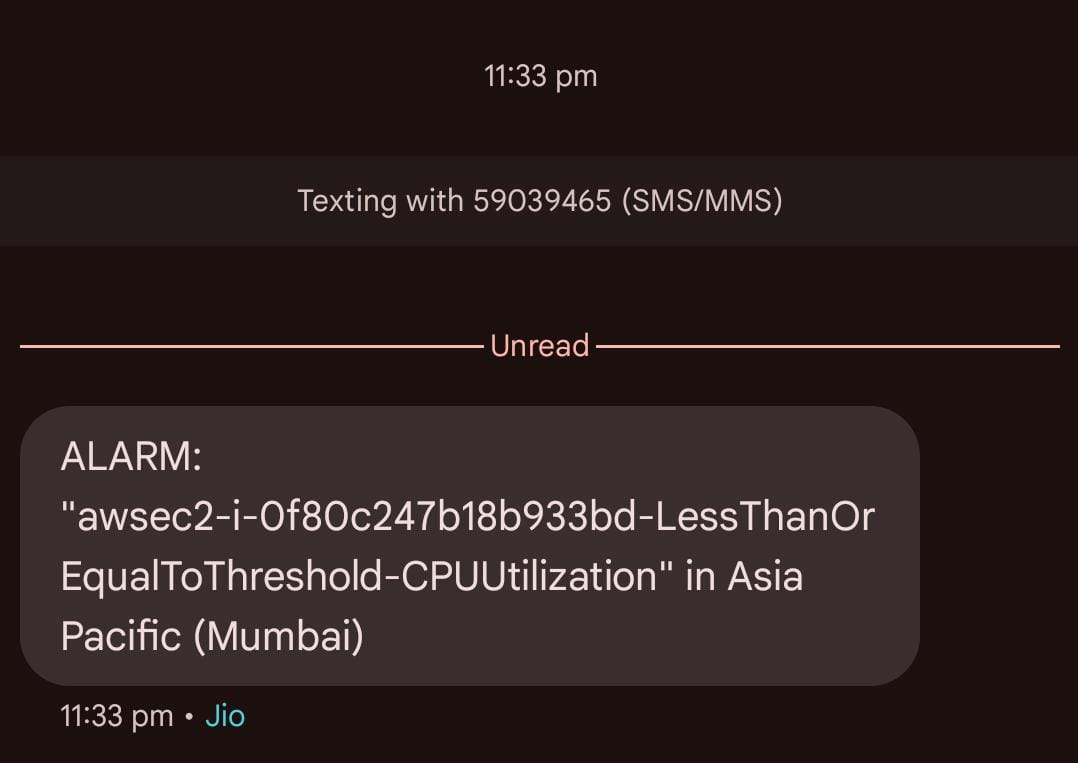 11:33 pm
Texting with 59039465 (SMS/MMS)
Unread
ALARM:
"awsec2-i-0f80c247b18b933bd-LessThanOr
EqualToThreshold-CPUUtilization" in Asia
Pacific (Mumbai)
11:33 pm • Jio